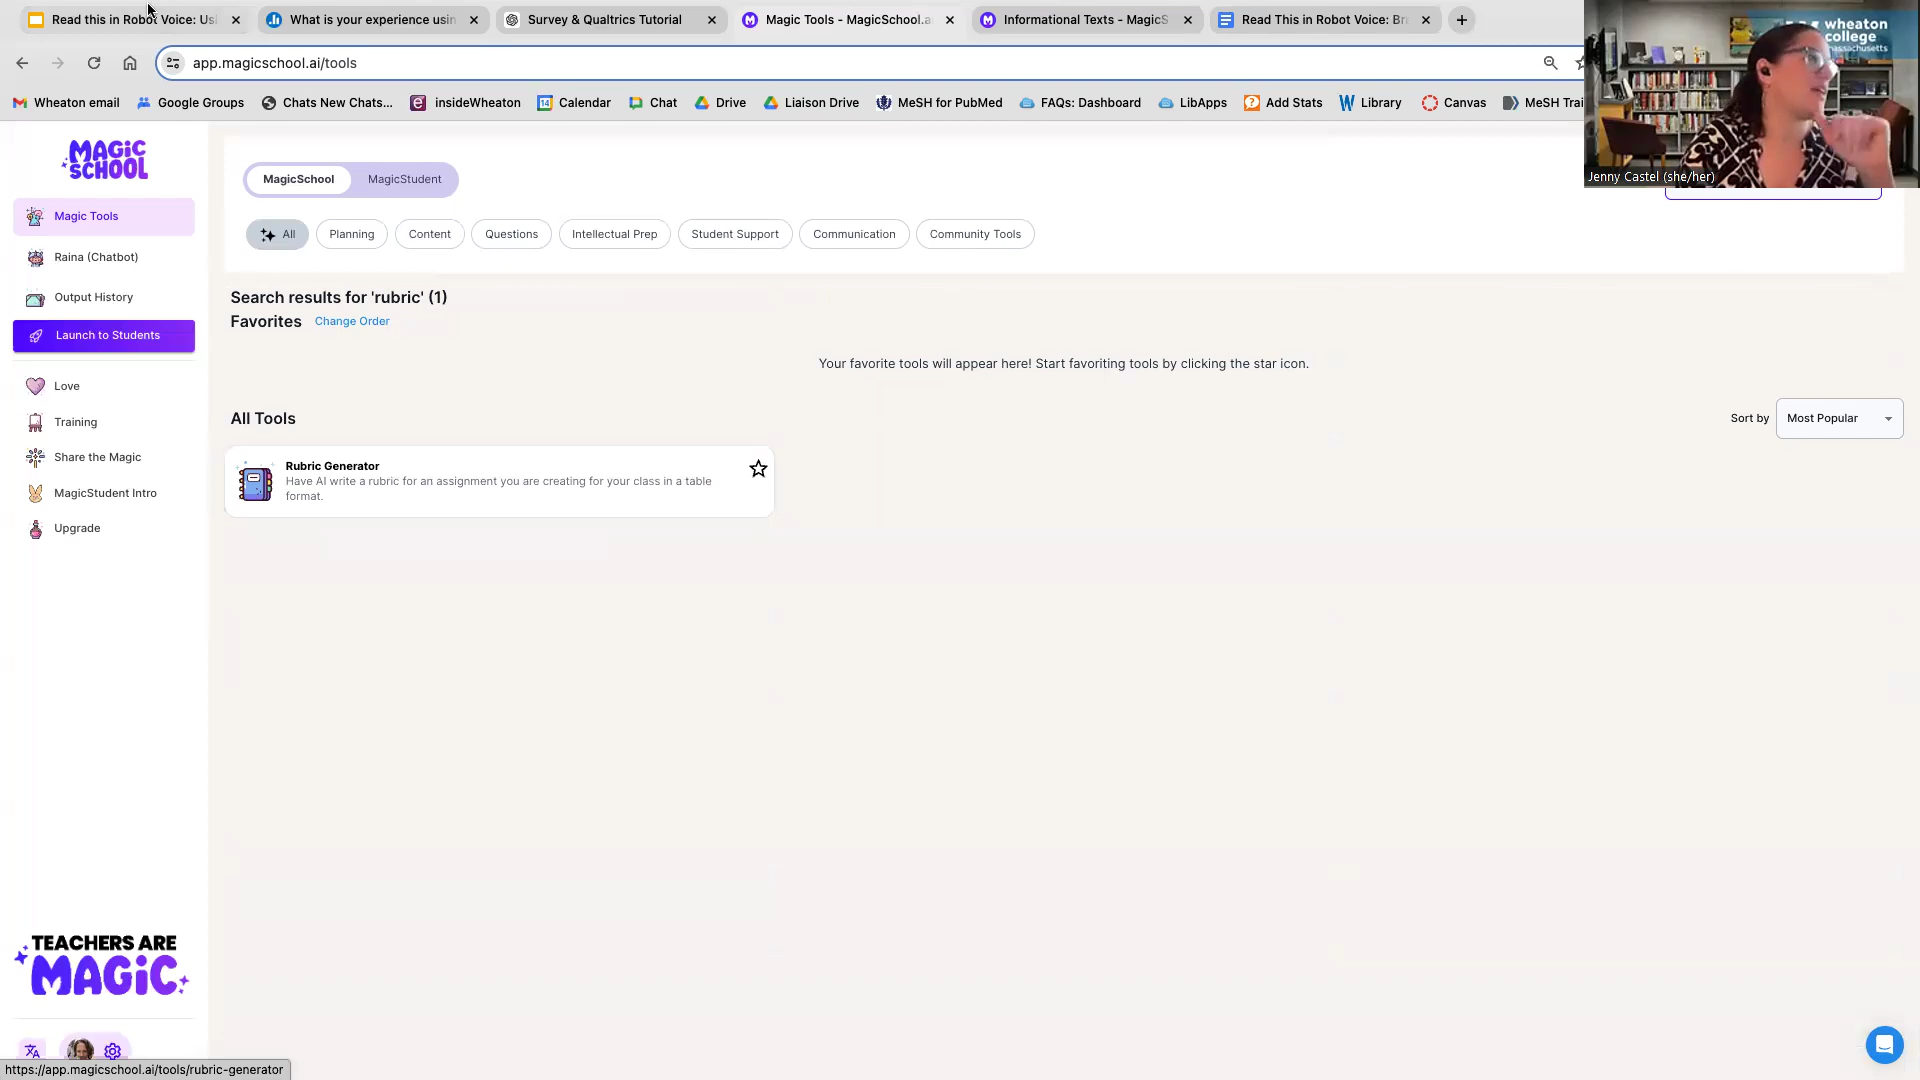 Read this in Robot Voice: Usi
What is your experience usin
Survey & Qualtrics Tutorial
Magic Tools - MagicSchool.a
Informational Texts - MagicS
Read This in Robot Voice: Br
app.magicschool.ai/tools
Wheaton email
Google Groups
Chats New Chats...
insideWheaton
Calendar
Chat
Drive
Liaison Drive
MeSH for PubMed
FAQs: Dashboard
LibApps
Add Stats
Library
Canvas
MeSH Trai
wheaton
college
massachusetts
Jenny Castel (she/her)
MAGIC
SCHOOL
Magic Tools
Raina (Chatbot)
Output History
Launch to Students
Love
Training
Share the Magic
MagicStudent Intro
Upgrade
TEACHERS ARE
MAGIC
MagicSchool
MagicStudent
All
Planning
Content
Questions
Intellectual Prep
Student Support
Communication
Community Tools
Search results for 'rubric' (1)
Favorites
Change Order
Your favorite tools will appear here! Start favoriting tools by clicking the star icon.
All Tools
Sort by
Most Popular
Rubric Generator
Have AI write a rubric for an assignment you are creating for your class in a table
format.
https://app.magicschool.ai/tools/rubric-generator